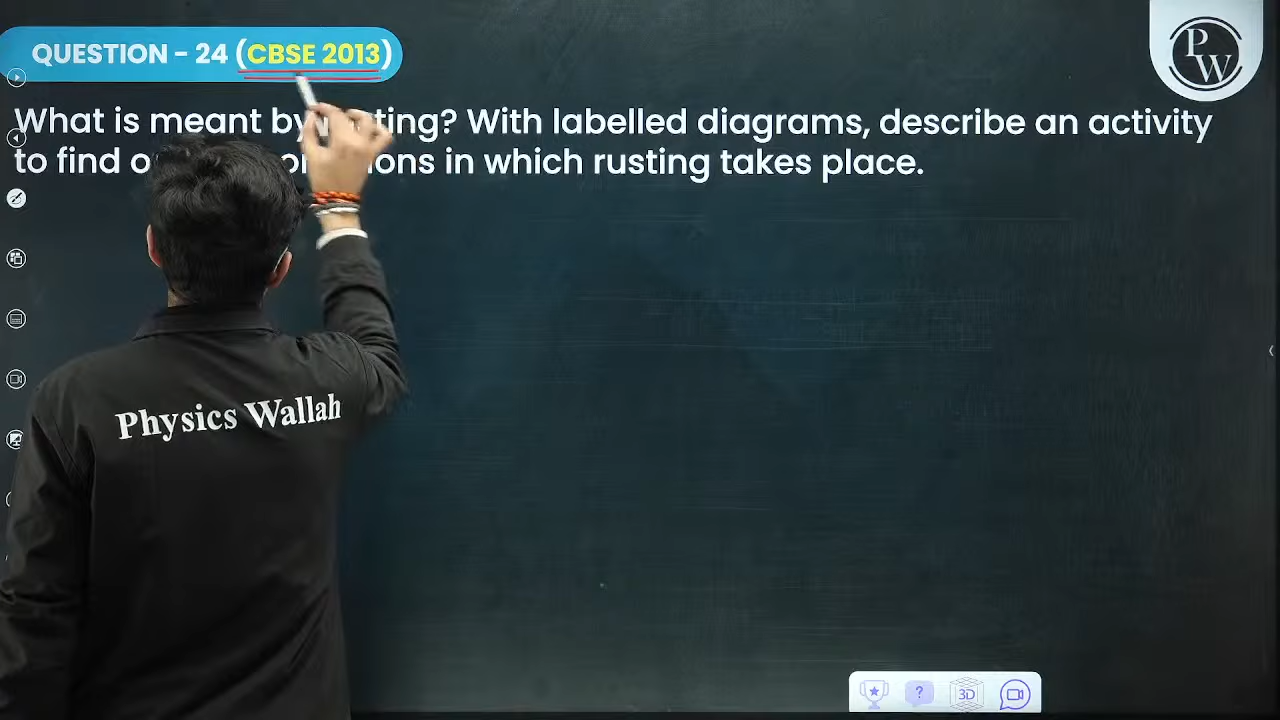 QUESTION - 24 (CBSE 2013)
What is meant by ting? With labelled diagrams, describe an activity
to find o ons in which rusting takes place.
Physics Wallah
PW
3D
?